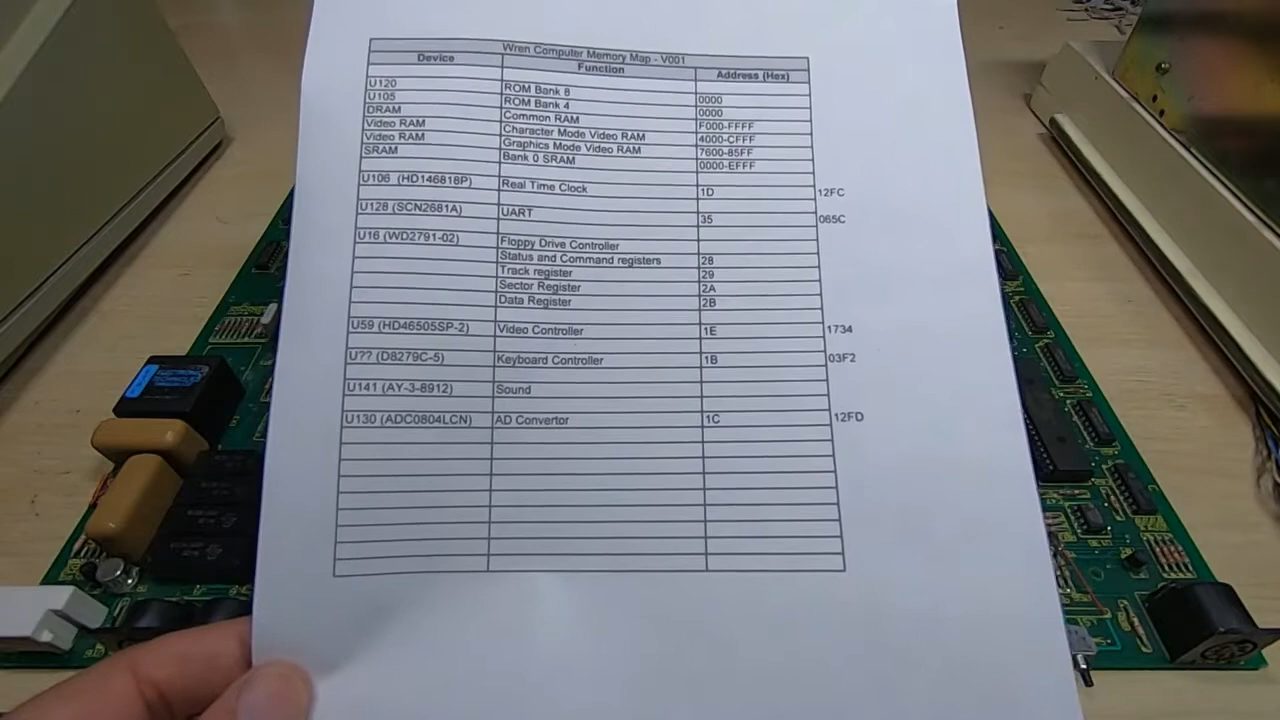 Wren Computer Memory Map - V001
Device Function Address (Hex)
U120 ROM Bank 8 0000
U105 ROM Bank 4 0000
DRAM Common RAM F000-FFFF
Video RAM Character Mode Video RAM 4000-CFFF
Video RAM Graphics Mode Video RAM 7600-85FF
SRAM Bank 0 SRAM 0000-EFFF
U106 (HD146818P) Real Time Clock 1D 12FC
U128 (SCN2681A) UART 35 065C
U16 (WD2791-02) Floppy Drive Controller
Status and Command registers 28
Track register 29
Sector Register 2A
Data Register 2B
U59 (HD46505SP-2) Video Controller 1E 1734
U?? (D8279C-5) Keyboard Controller 1B 03F2
U141 (AY-3-8912) Sound
U130 (ADC0804LCN) AD Convertor 1C 12FD